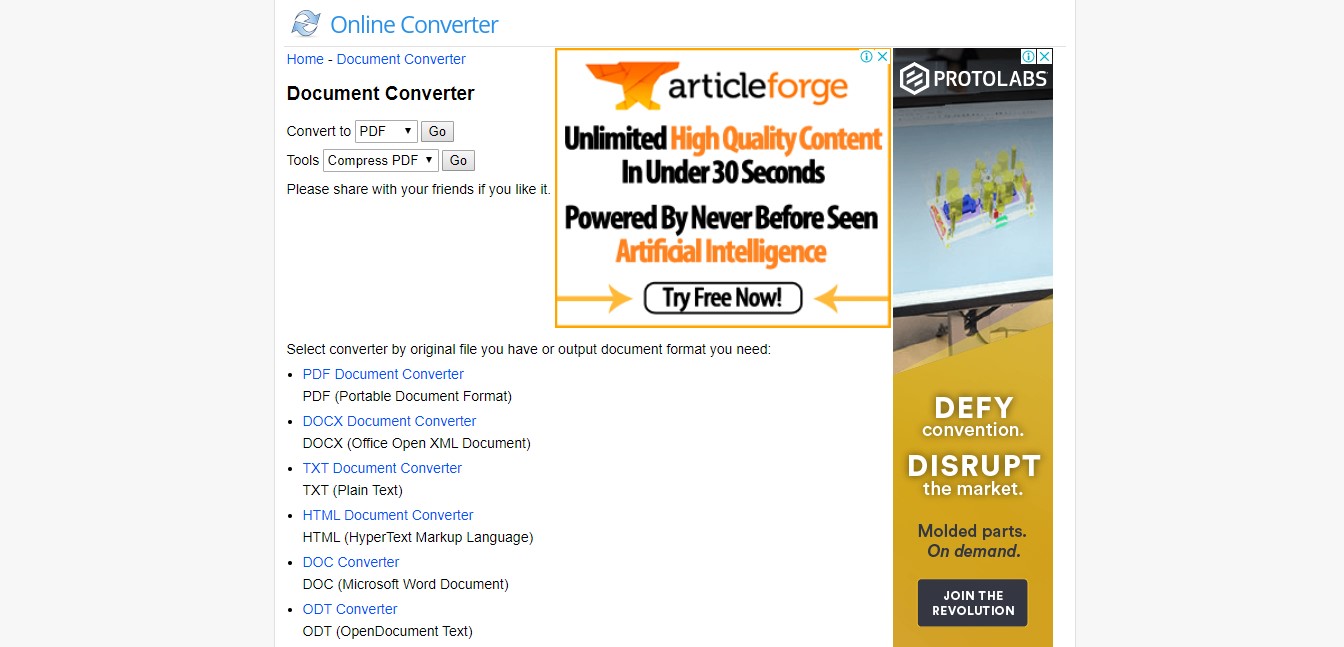 Online Converter
Home - Document Converter
Document Converter
Convert to PDF Go
Tools Compress PDF Go
Please share with your friends if you like it.
articleforge
Unlimited High Quality Content
In Under 30 Seconds
Powered By Never Before Seen
Artificial Intelligence
Try Free Now!
PROTOLABS
DEFY
convention.
DISRUPT
the market.
Molded parts.
On demand.
JOIN THE
REVOLUTION
Select converter by original file you have or output document format you need:
PDF Document Converter
PDF (Portable Document Format)
DOCX Document Converter
DOCX (Office Open XML Document)
TXT Document Converter
TXT (Plain Text)
HTML Document Converter
HTML (HyperText Markup Language)
DOC Converter
DOC (Microsoft Word Document)
ODT Converter
ODT (OpenDocument Text)